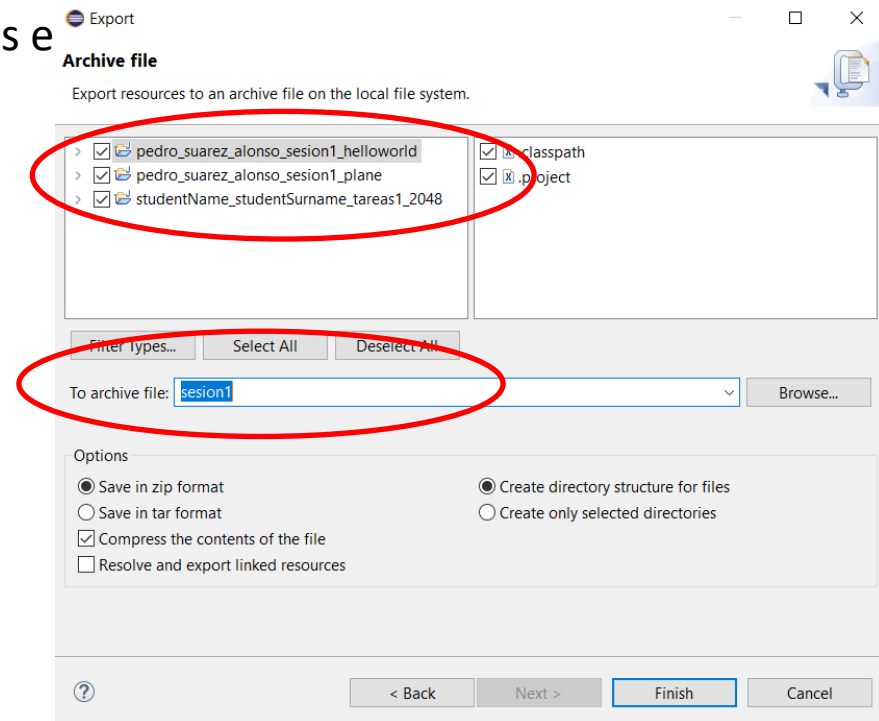 s e
Export
Archive file
Export resources to an archive file on the local file system.
pedro_suarez_alonso_sesion1_helloworld
pedro_suarez_alonso_sesion1_plane
studentName_studentSurname_tareas1_2048
.classpath
.project
Filter Types... Select All Deselect All
To archive file: sesion1 Browse...
Options
Save in zip format
Save in tar format
Compress the contents of the file
Resolve and export linked resources
Create directory structure for files
Create only selected directories
? < Back Next > Finish Cancel